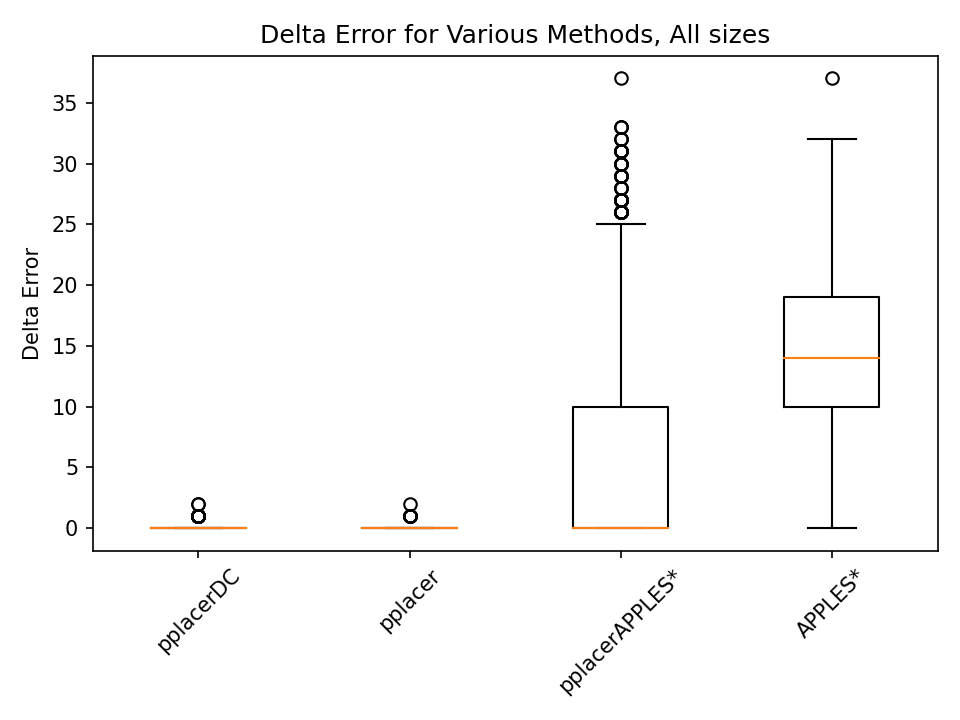 Delta Error for Various Methods, All sizes
Delta Error
35
30
25
20
15
10
5
0
pplacerDC
pplacer
pplacerAPPLES*
APPLES*